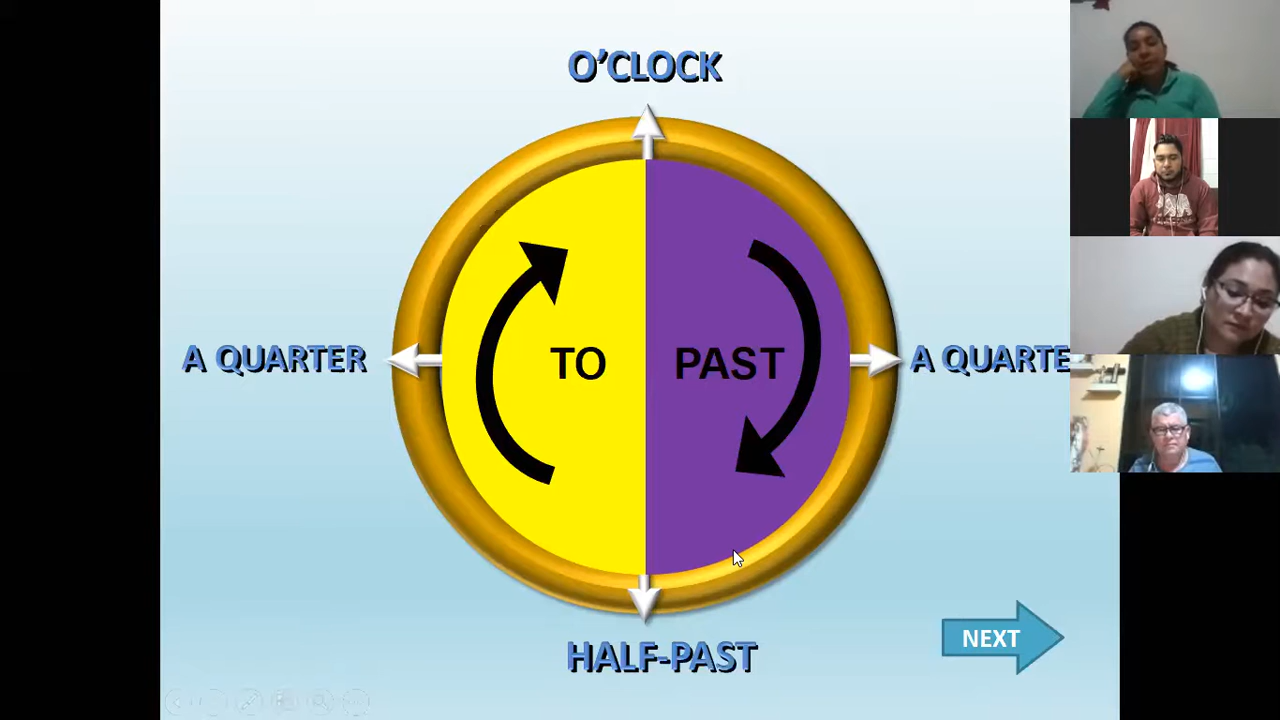 O'CLOCK
A QUARTER
TO
PAST
A QUARTE
HALF-PAST
NEXT